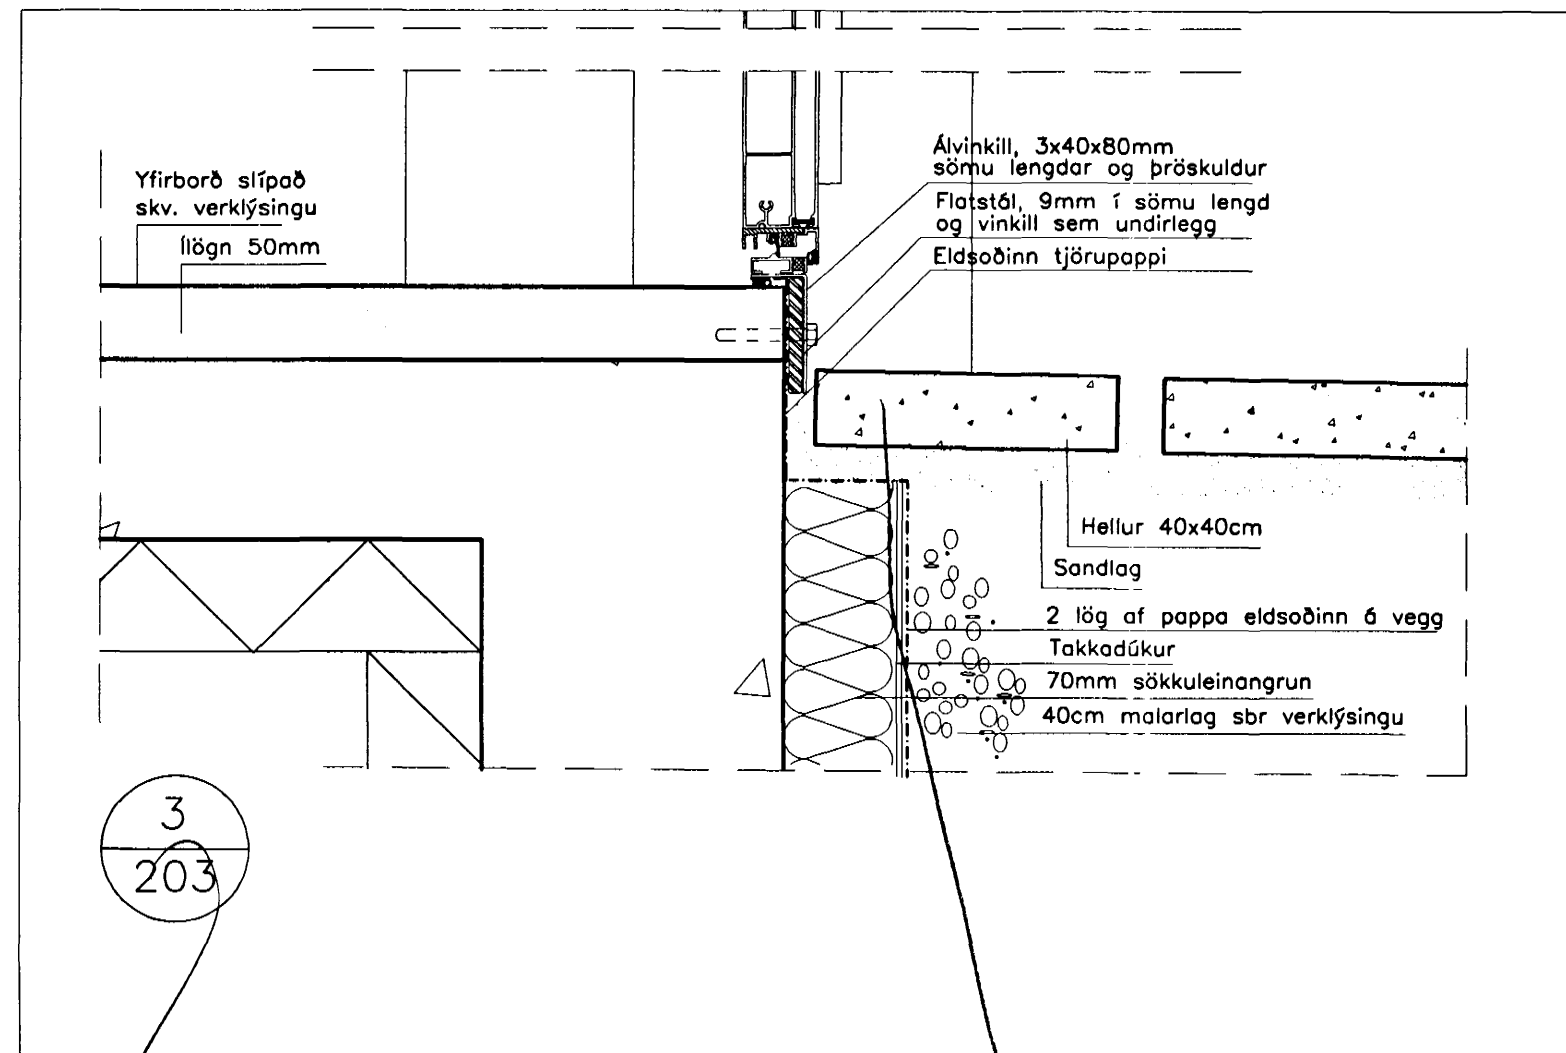 Yfirborð slípað
skv. verklýsingu
Ílögn 50mm
Álvinkill, 3x40x80mm
sömu lengdar og þröskuldur
Flatstál, 9mm í sömu lengd
og vinkill sem undirlegg
Eldsoðinn tjörupappi
Hellur 40x40cm
Sandlag
2 lög af pappa eldsoðinn á vegg
Takkadúkur
70mm sökkuleinangrun
40cm malarlag sbr verklýsingu
3
203